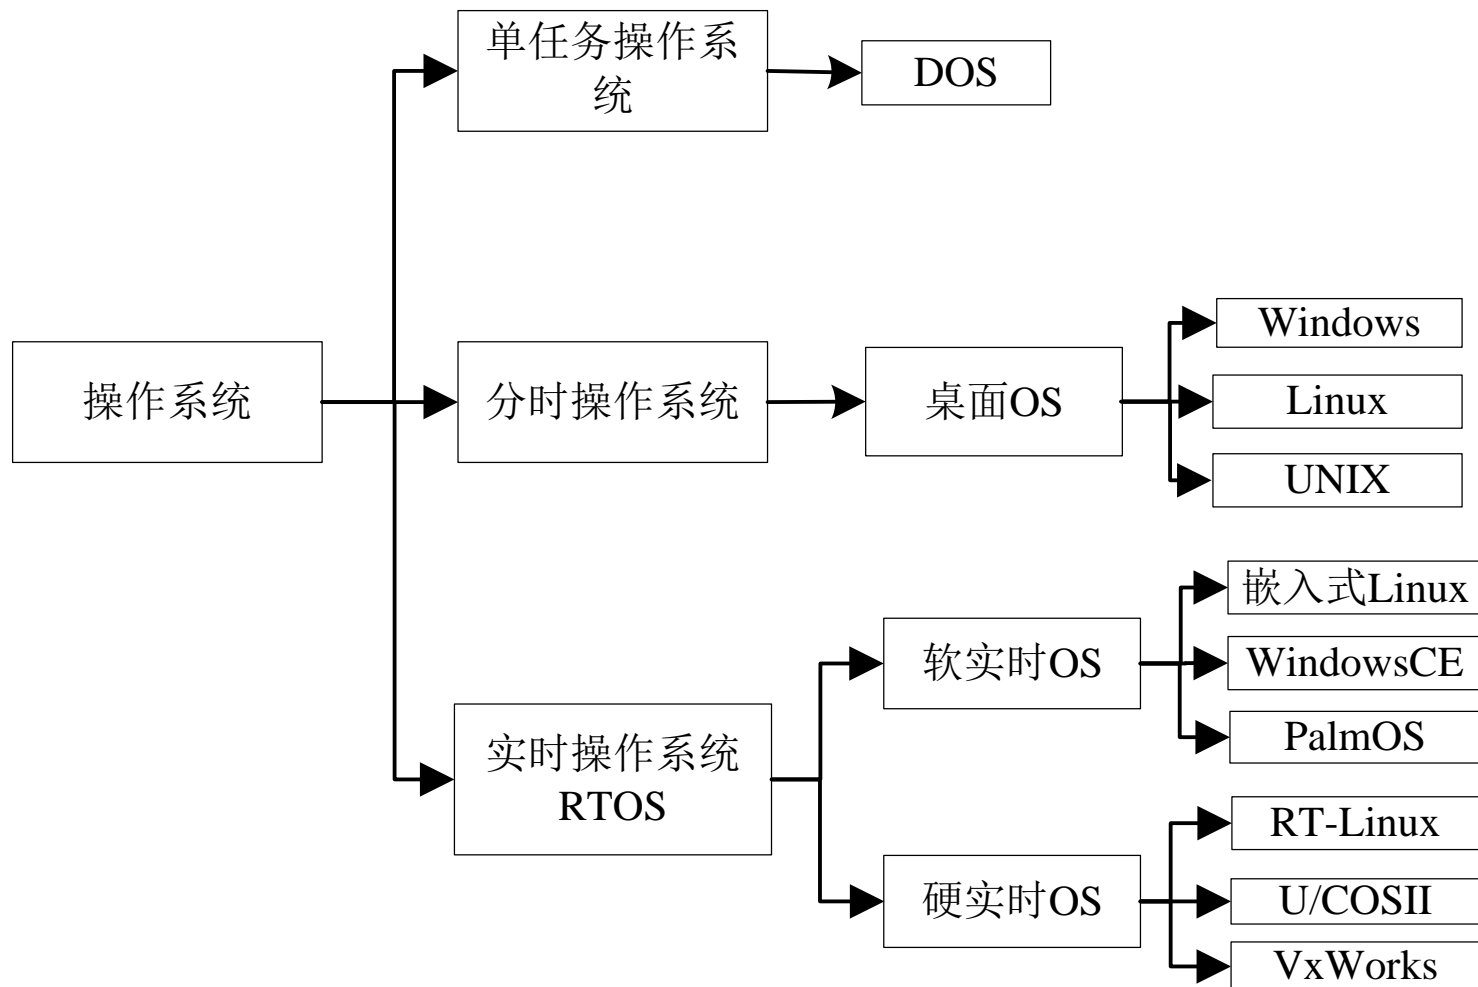 单任务操作系
统
DOS
操作系统
分时操作系统
桌面OS
Windows
Linux
UNIX
实时操作系统
RTOS
软实时OS
嵌入式Linux
WindowsCE
PalmOS
硬实时OS
RT-Linux
U/COSII
VxWorks